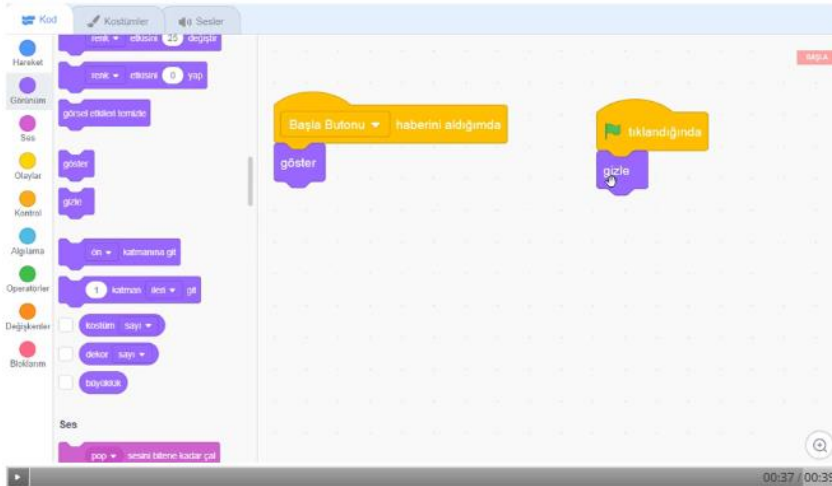 Kod
Kostümler
Sesler
Hareket
Görünüm
Ses
Olaylar
Kontrol
Algılama
Operatörler
Değişkenler
Bloklarım
renk etkisini 25 değiştir
renk etkisini 0 yap
görsel etkileri temizle
göster
gizle
ön katmanına git
1 katman ileri git
kostüm sayı
dekor sayı
büyüklük
Ses
pop sesini bitene kadar çal
Başla Butonu haberini aldığımda
göster
tıklandığında
gizle
BAŞLA
00:37 / 00:39